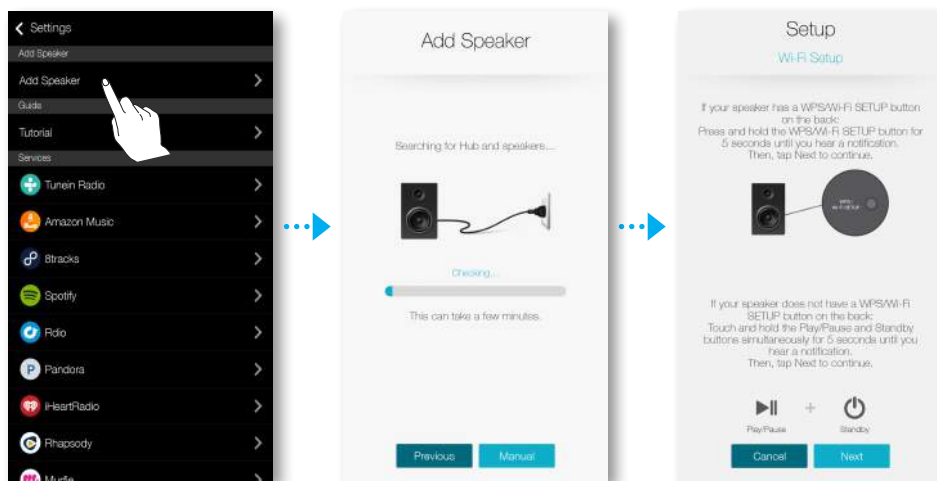 Settings
Add Speaker
Add Speaker
Guide
Tutorial
Services
Tunein Radio
Amazon Music
8tracks
Spotify
Rdio
Pandora
iHeartRadio
Rhapsody
Murfie
Add Speaker
Searching for Hub and speakers...
Checking...
This can take a few minutes.
Previous
Manual
Setup
Wi-Fi Setup
If your speaker has a WPS/Wi-Fi SETUP button
on the back:
Press and hold the WPS/Wi-Fi SETUP button for
5 seconds until you hear a notification.
Then, tap Next to continue.
WPS/
WI-FI SETUP
If your speaker does not have a WPS/Wi-Fi
SETUP button on the back:
Touch and hold the Play/Pause and Standby
buttons simultaneously for 5 seconds until you
hear a notification.
Then, tap Next to continue.
+
Play/Pause
Standby
Cancel
Next